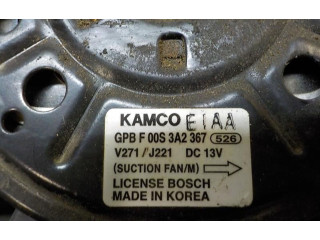 KAMCO E1AA
GPB F 00S 3A2 367 526
V271 / J221 DC 13V
(SUCTION FAN/M)
LICENSE BOSCH
MADE IN KOREA